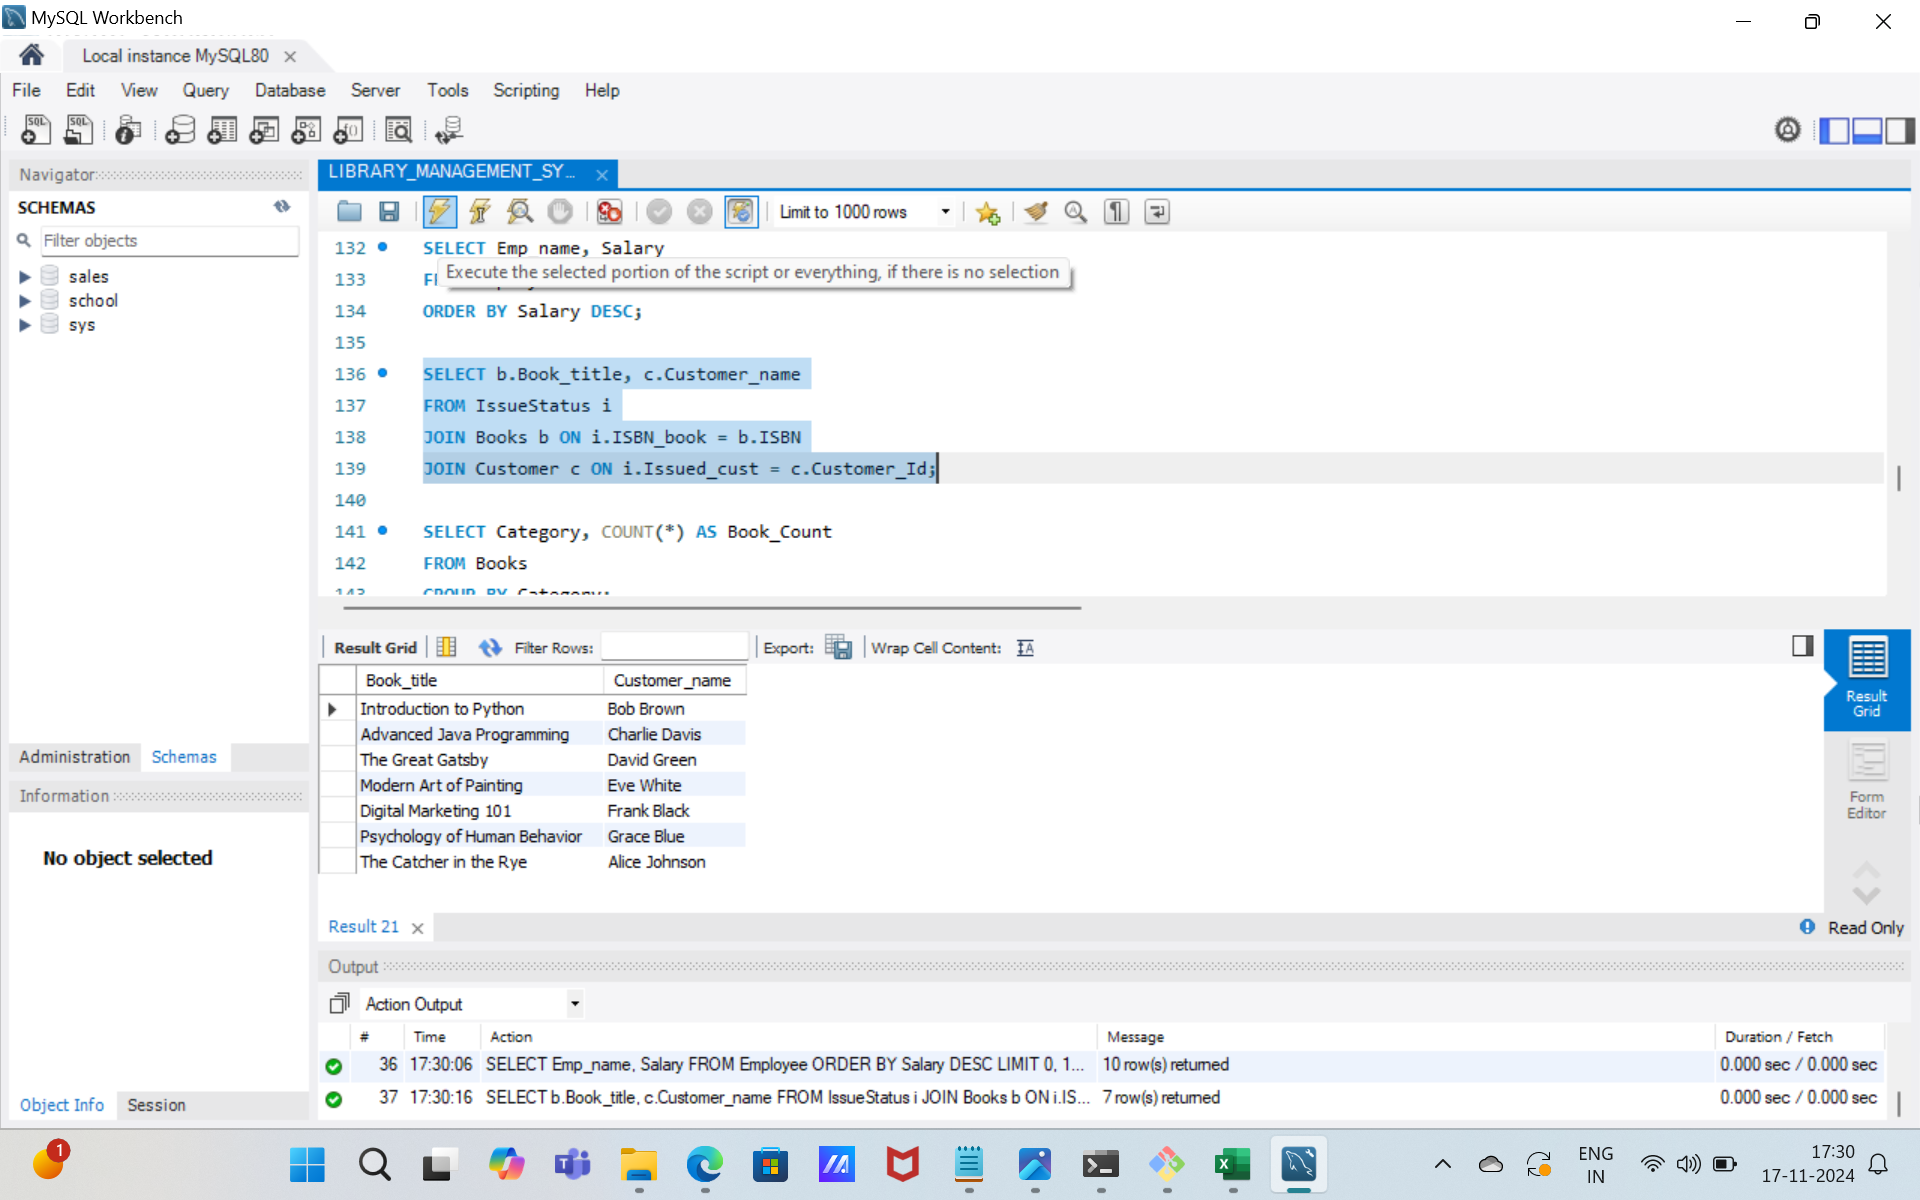 MySQL Workbench
Local instance MySQL80
File Edit View Query Database Server Tools Scripting Help
SQL SQL
Navigator
SCHEMAS
Filter objects
sales
school
sys
Administration Schemas
Information
No object selected
Object Info Session
LIBRARY_MANAGEMENT_SY...
Limit to 1000 rows
132 SELECT Emp_name, Salary
133
Execute the selected portion of the script or everything, if there is no selection
134 ORDER BY Salary DESC;
135
136 SELECT b.Book_title, c.Customer_name
137 FROM IssueStatus i
138 JOIN Books b ON i.ISBN_book = b.ISBN
139 JOIN Customer c ON i.Issued_cust = c.Customer_Id;
140
141 SELECT Category, COUNT(*) AS Book_Count
142 FROM Books
143 GROUP BY Category;
Result Grid Filter Rows: Export: Wrap Cell Content:
Book_title Customer_name
Introduction to Python Bob Brown
Advanced Java Programming Charlie Davis
The Great Gatsby David Green
Modern Art of Painting Eve White
Digital Marketing 101 Frank Black
Psychology of Human Behavior Grace Blue
The Catcher in the Rye Alice Johnson
Result
Grid
Form
Editor
Result 21
Read Only
Output
Action Output
# Time Action Message Duration / Fetch
36 17:30:06 SELECT Emp_name, Salary FROM Employee ORDER BY Salary DESC LIMIT 0, 1... 10 row(s) returned 0.000 sec / 0.000 sec
37 17:30:16 SELECT b.Book_title, c.Customer_name FROM IssueStatus i JOIN Books b ON i.IS... 7 row(s) returned 0.000 sec / 0.000 sec
1
ENG
IN
17:30
17-11-2024